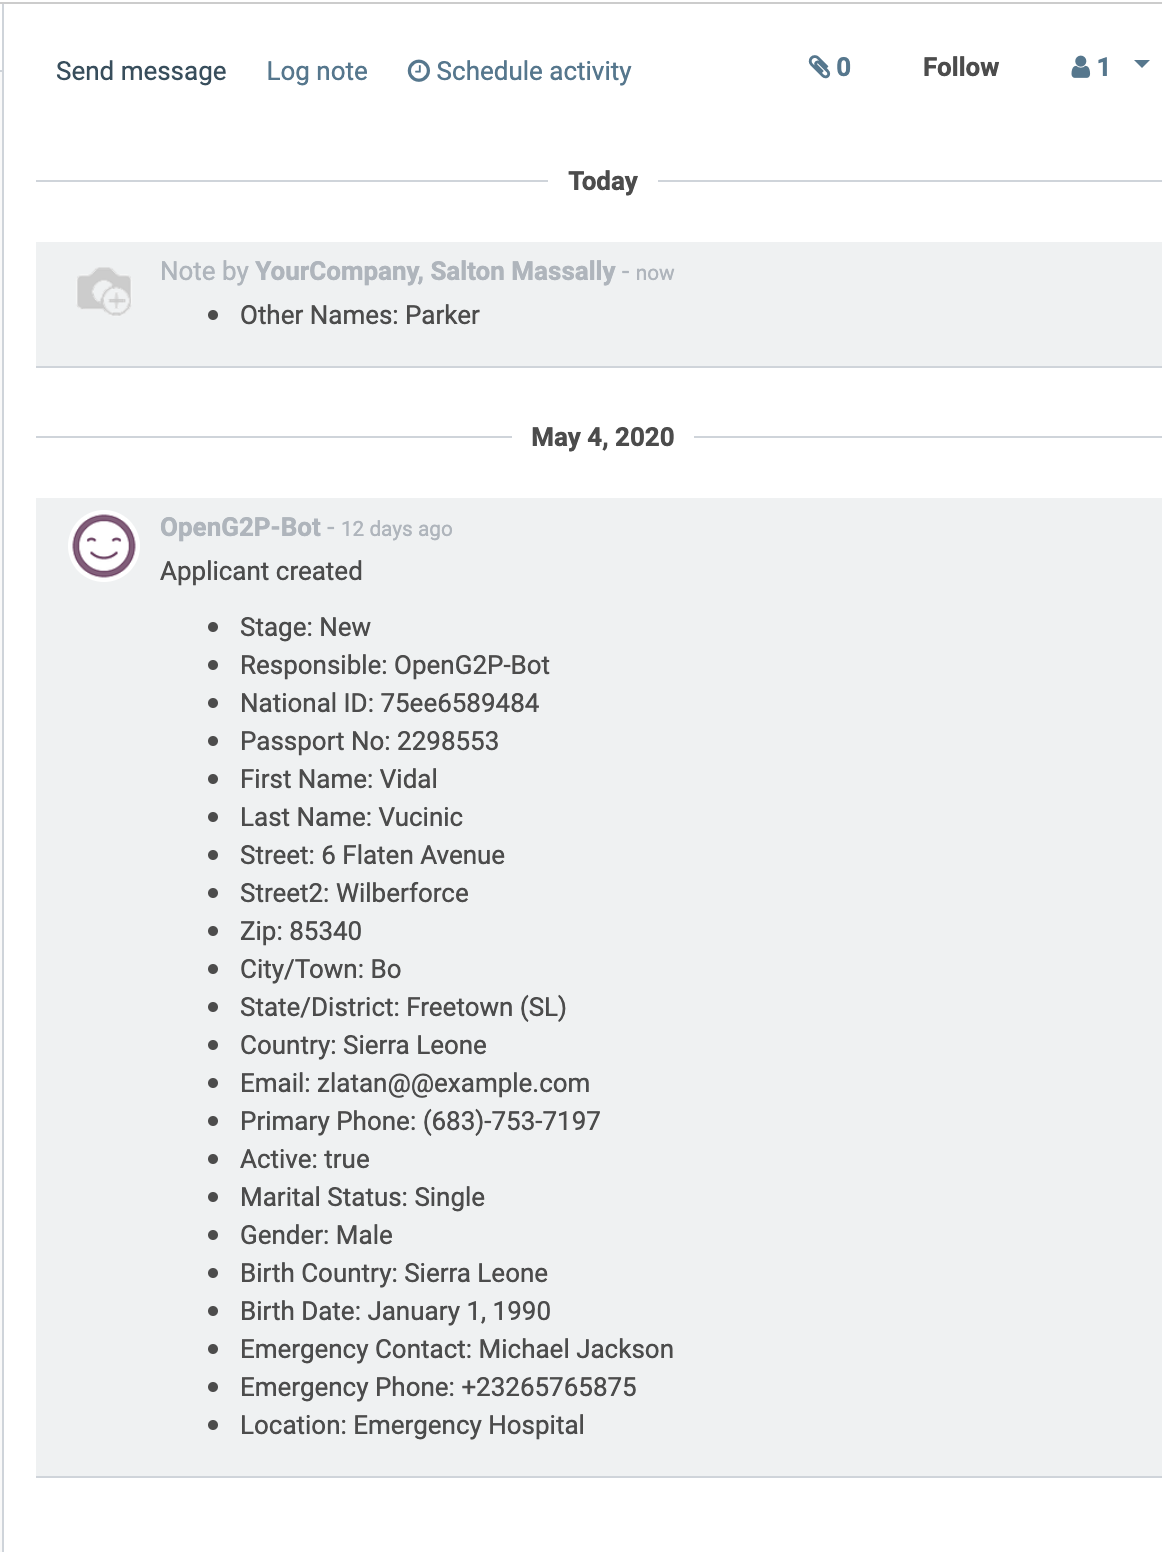 Send message Log note Schedule activity 0 Follow 1
Today
Note by YourCompany, Salton Massally - now
• Other Names: Parker
May 4, 2020
OpenG2P-Bot - 12 days ago
Applicant created
• Stage: New
• Responsible: OpenG2P-Bot
• National ID: 75ee6589484
• Passport No: 2298553
• First Name: Vidal
• Last Name: Vucinic
• Street: 6 Flaten Avenue
• Street2: Wilberforce
• Zip: 85340
• City/Town: Bo
• State/District: Freetown (SL)
• Country: Sierra Leone
• Email: zlatan@@example.com
• Primary Phone: (683)-753-7197
• Active: true
• Marital Status: Single
• Gender: Male
• Birth Country: Sierra Leone
• Birth Date: January 1, 1990
• Emergency Contact: Michael Jackson
• Emergency Phone: +23265765875
• Location: Emergency Hospital